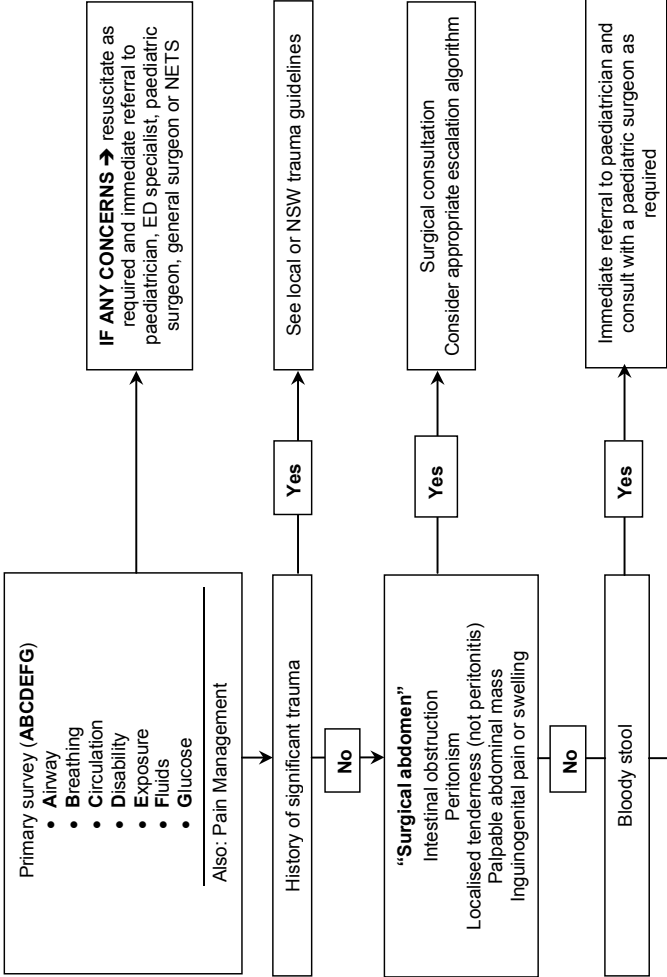 Primary survey (ABCDEFG)
• Airway
• Breathing
• Circulation
• Disability
• Exposure
• Fluids
• Glucose
Also: Pain Management
IF ANY CONCERNS → resuscitate as
required and immediate referral to
paediatrician, ED specialist, paediatric
surgeon, general surgeon or NETS
History of significant trauma
Yes
See local or NSW trauma guidelines
No
“Surgical abdomen”
Intestinal obstruction
Peritonism
Localised tenderness (not peritonitis)
Palpable abdominal mass
Inguinogenital pain or swelling
Yes
Surgical consultation
Consider appropriate escalation algorithm
No
Bloody stool
Yes
Immediate referral to paediatrician and
consult with a paediatric surgeon as
required